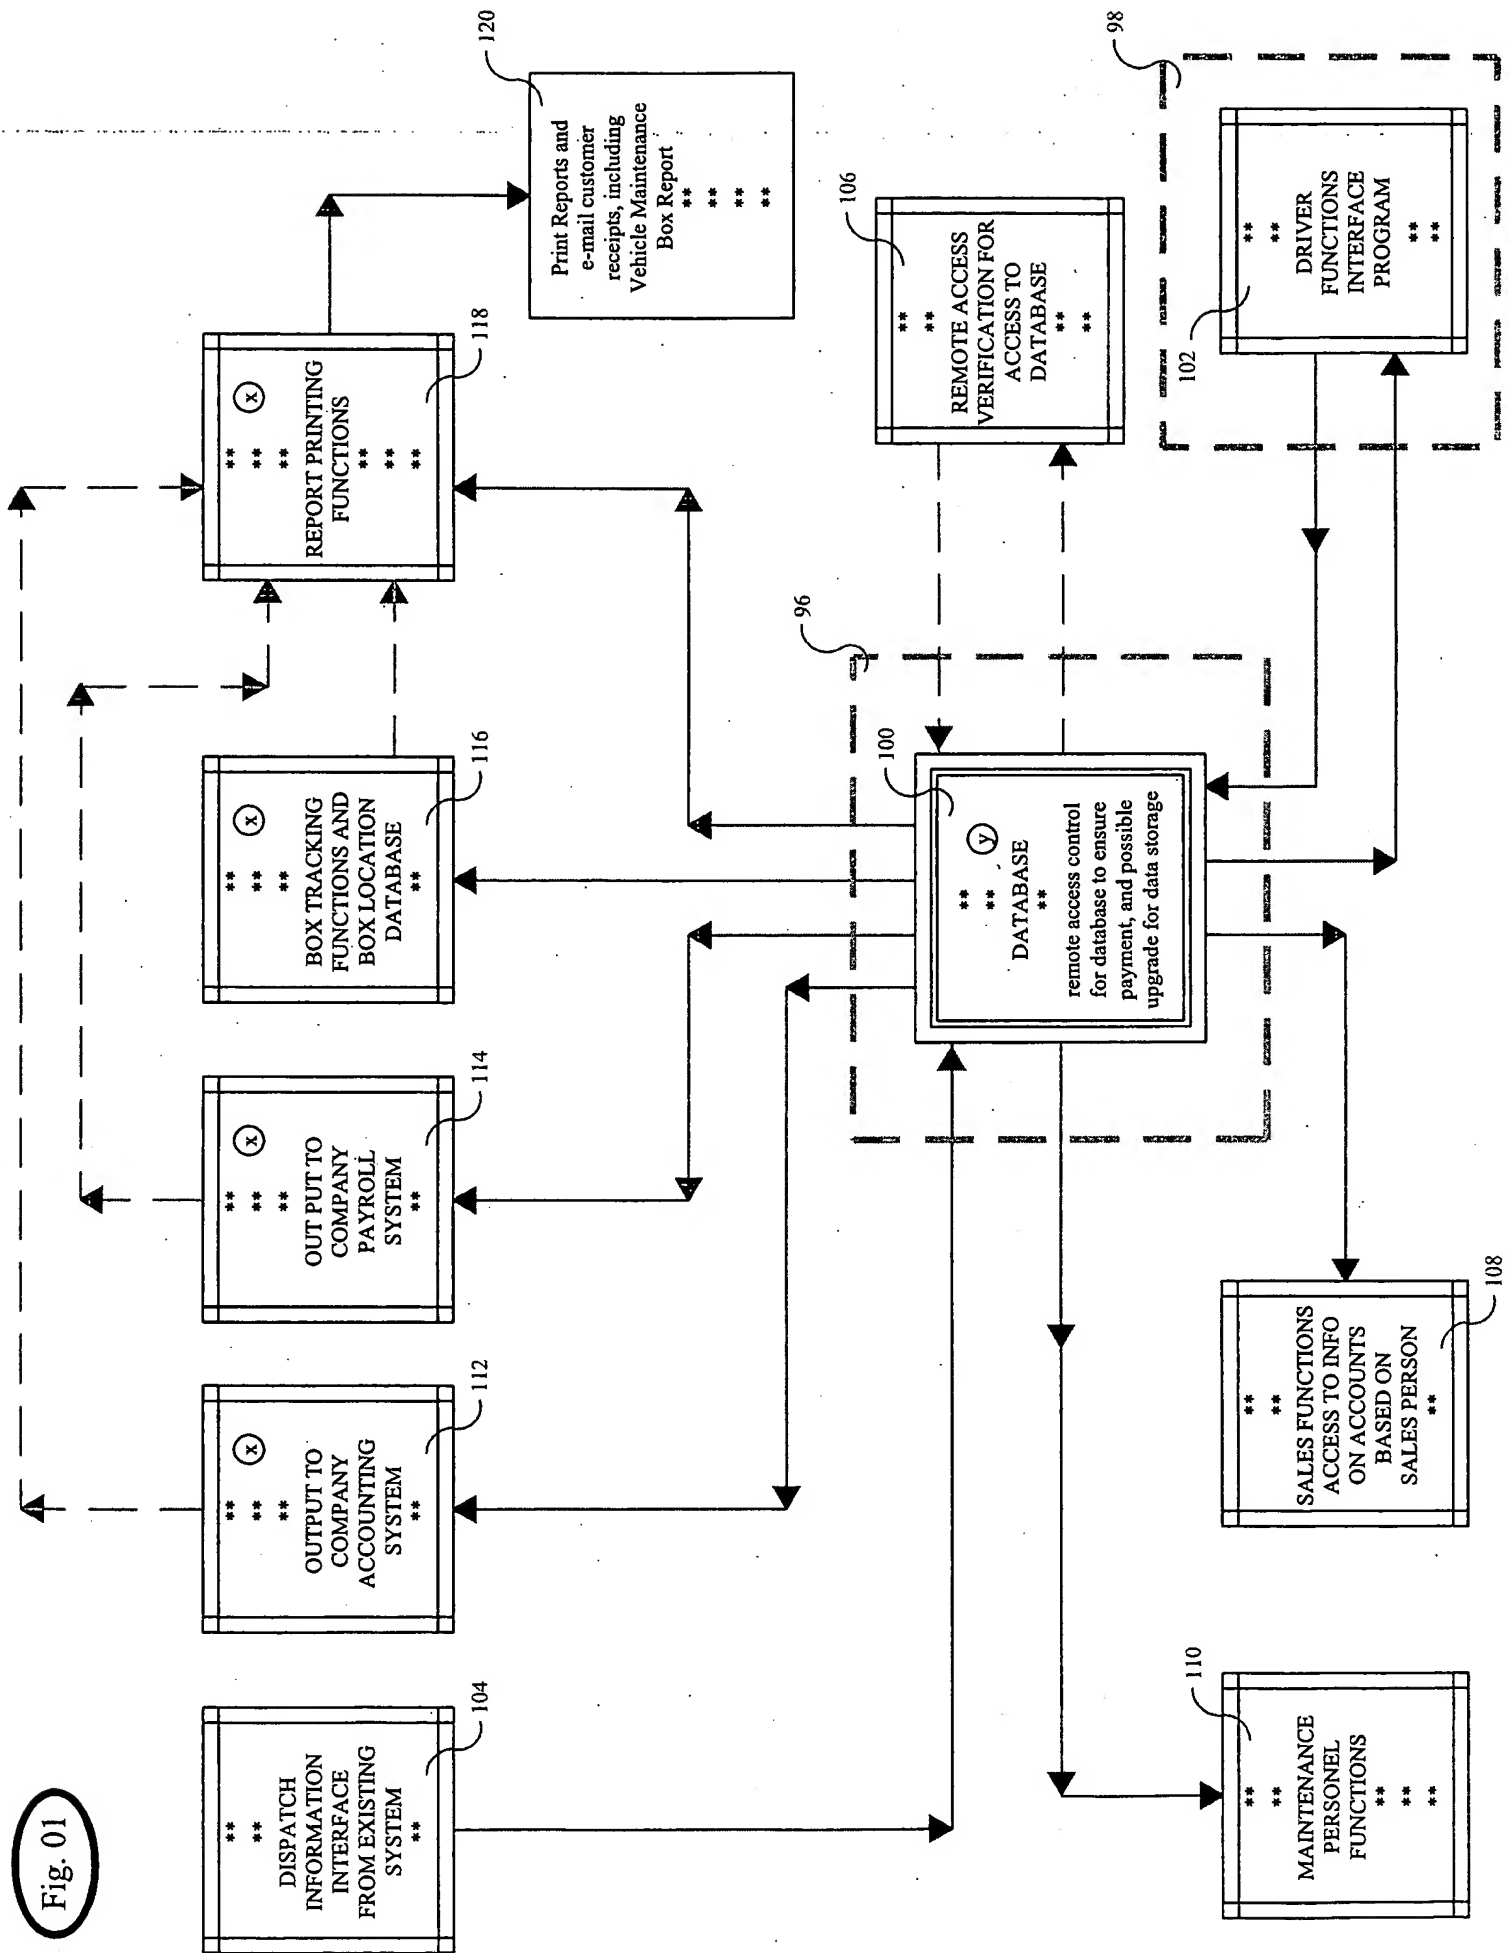 Fig. 01
**
**
DISPATCH
INFORMATION
INTERFACE
FROM EXISTING
SYSTEM
**
104
**
** x
**
OUTPUT TO
COMPANY
ACCOUNTING
SYSTEM
**
112
**
** x
**
OUT PUT TO
COMPANY
PAYROLL
SYSTEM
**
114
**
** x
**
BOX TRACKING
FUNCTIONS AND
BOX LOCATION
DATABASE
**
116
**
** x
**
REPORT PRINTING
FUNCTIONS
**
**
**
118
120
Print Reports and
e-mail customer
receipts, including
Vehicle Maintenance
Box Report
**
**
**
**
96
100
**
** y
DATABASE
**
remote access control
for database to ensure
payment, and possible
upgrade for data storage
106
**
**
REMOTE ACCESS
VERIFICATION FOR
ACCESS TO
DATABASE
**
**
98
102
**
**
DRIVER
FUNCTIONS
INTERFACE
PROGRAM
**
**
110
**
**
MAINTENANCE
PERSONEL
FUNCTIONS
**
**
**
**
**
SALES FUNCTIONS
ACCESS TO INFO
ON ACCOUNTS
BASED ON
SALES PERSON
**
108